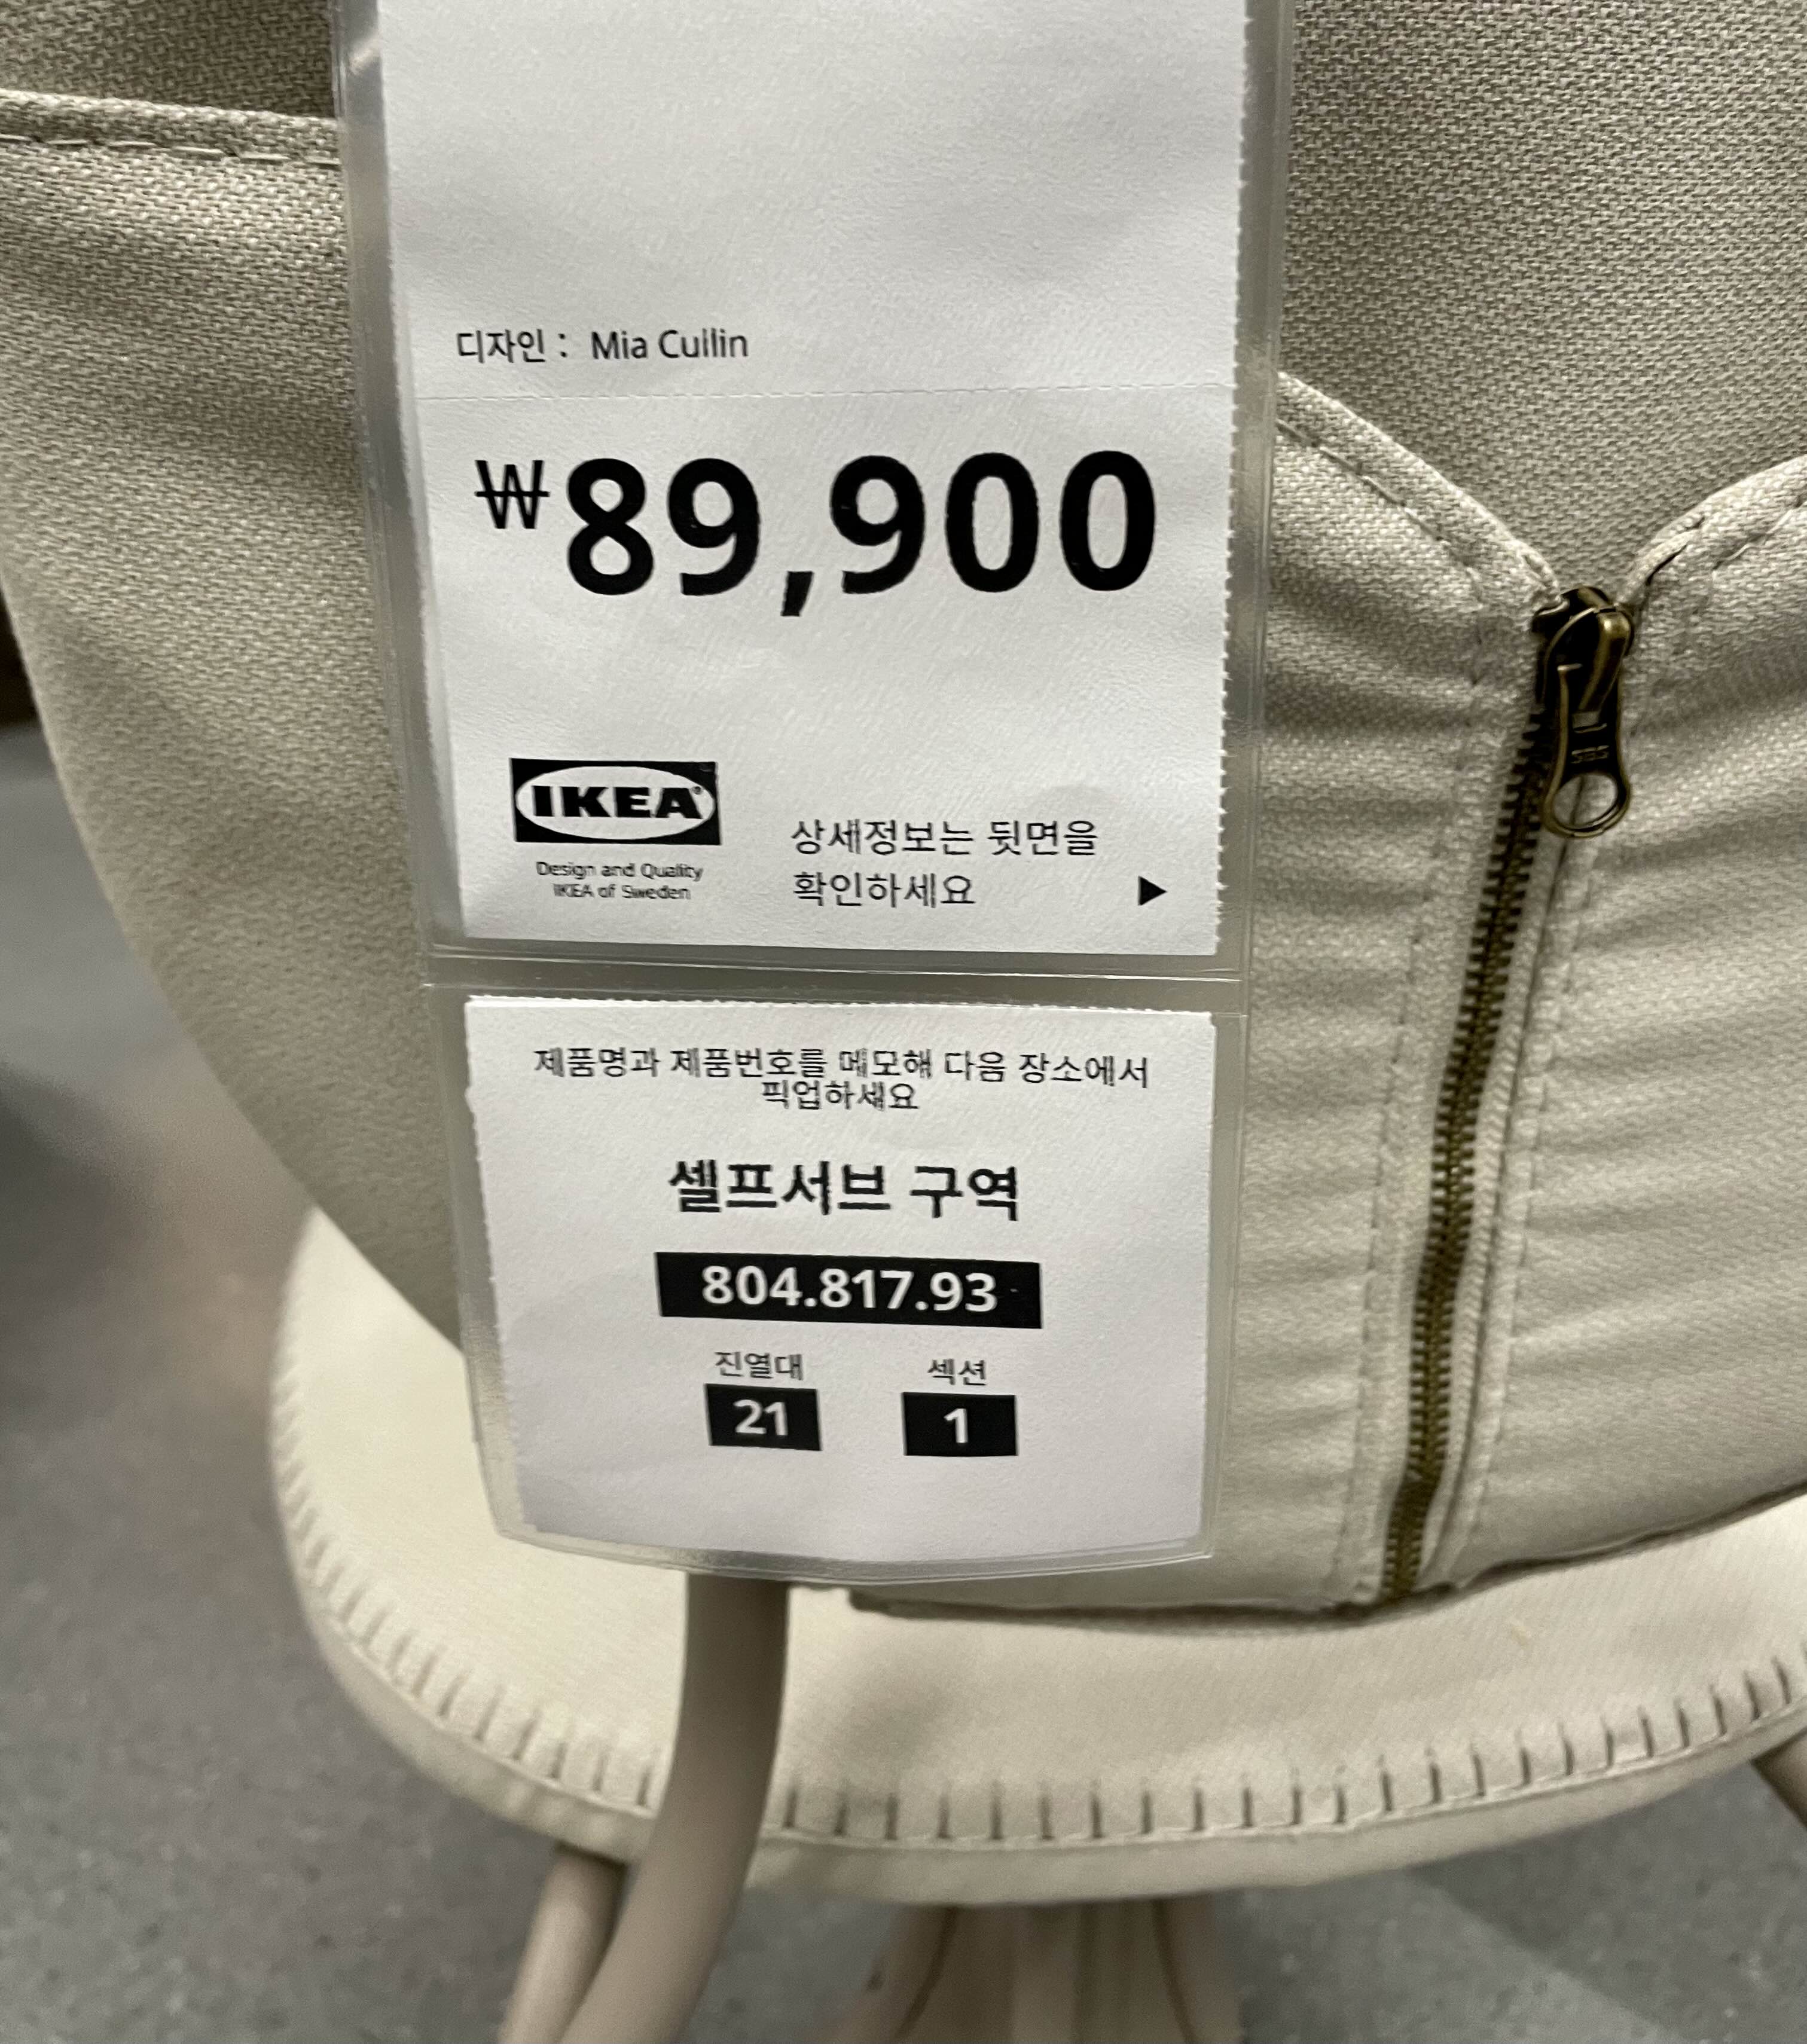 디자인 : Mia Cullin
₩89,900
IKEA®
Design and Quality
IKEA of Sweden
상세정보는 뒷면을
확인하세요
제품명과 제품번호를 메모해 다음 장소에서
픽업하세요
셀프서브 구역
804.817.93
진열대 섹션
21 1
SBS